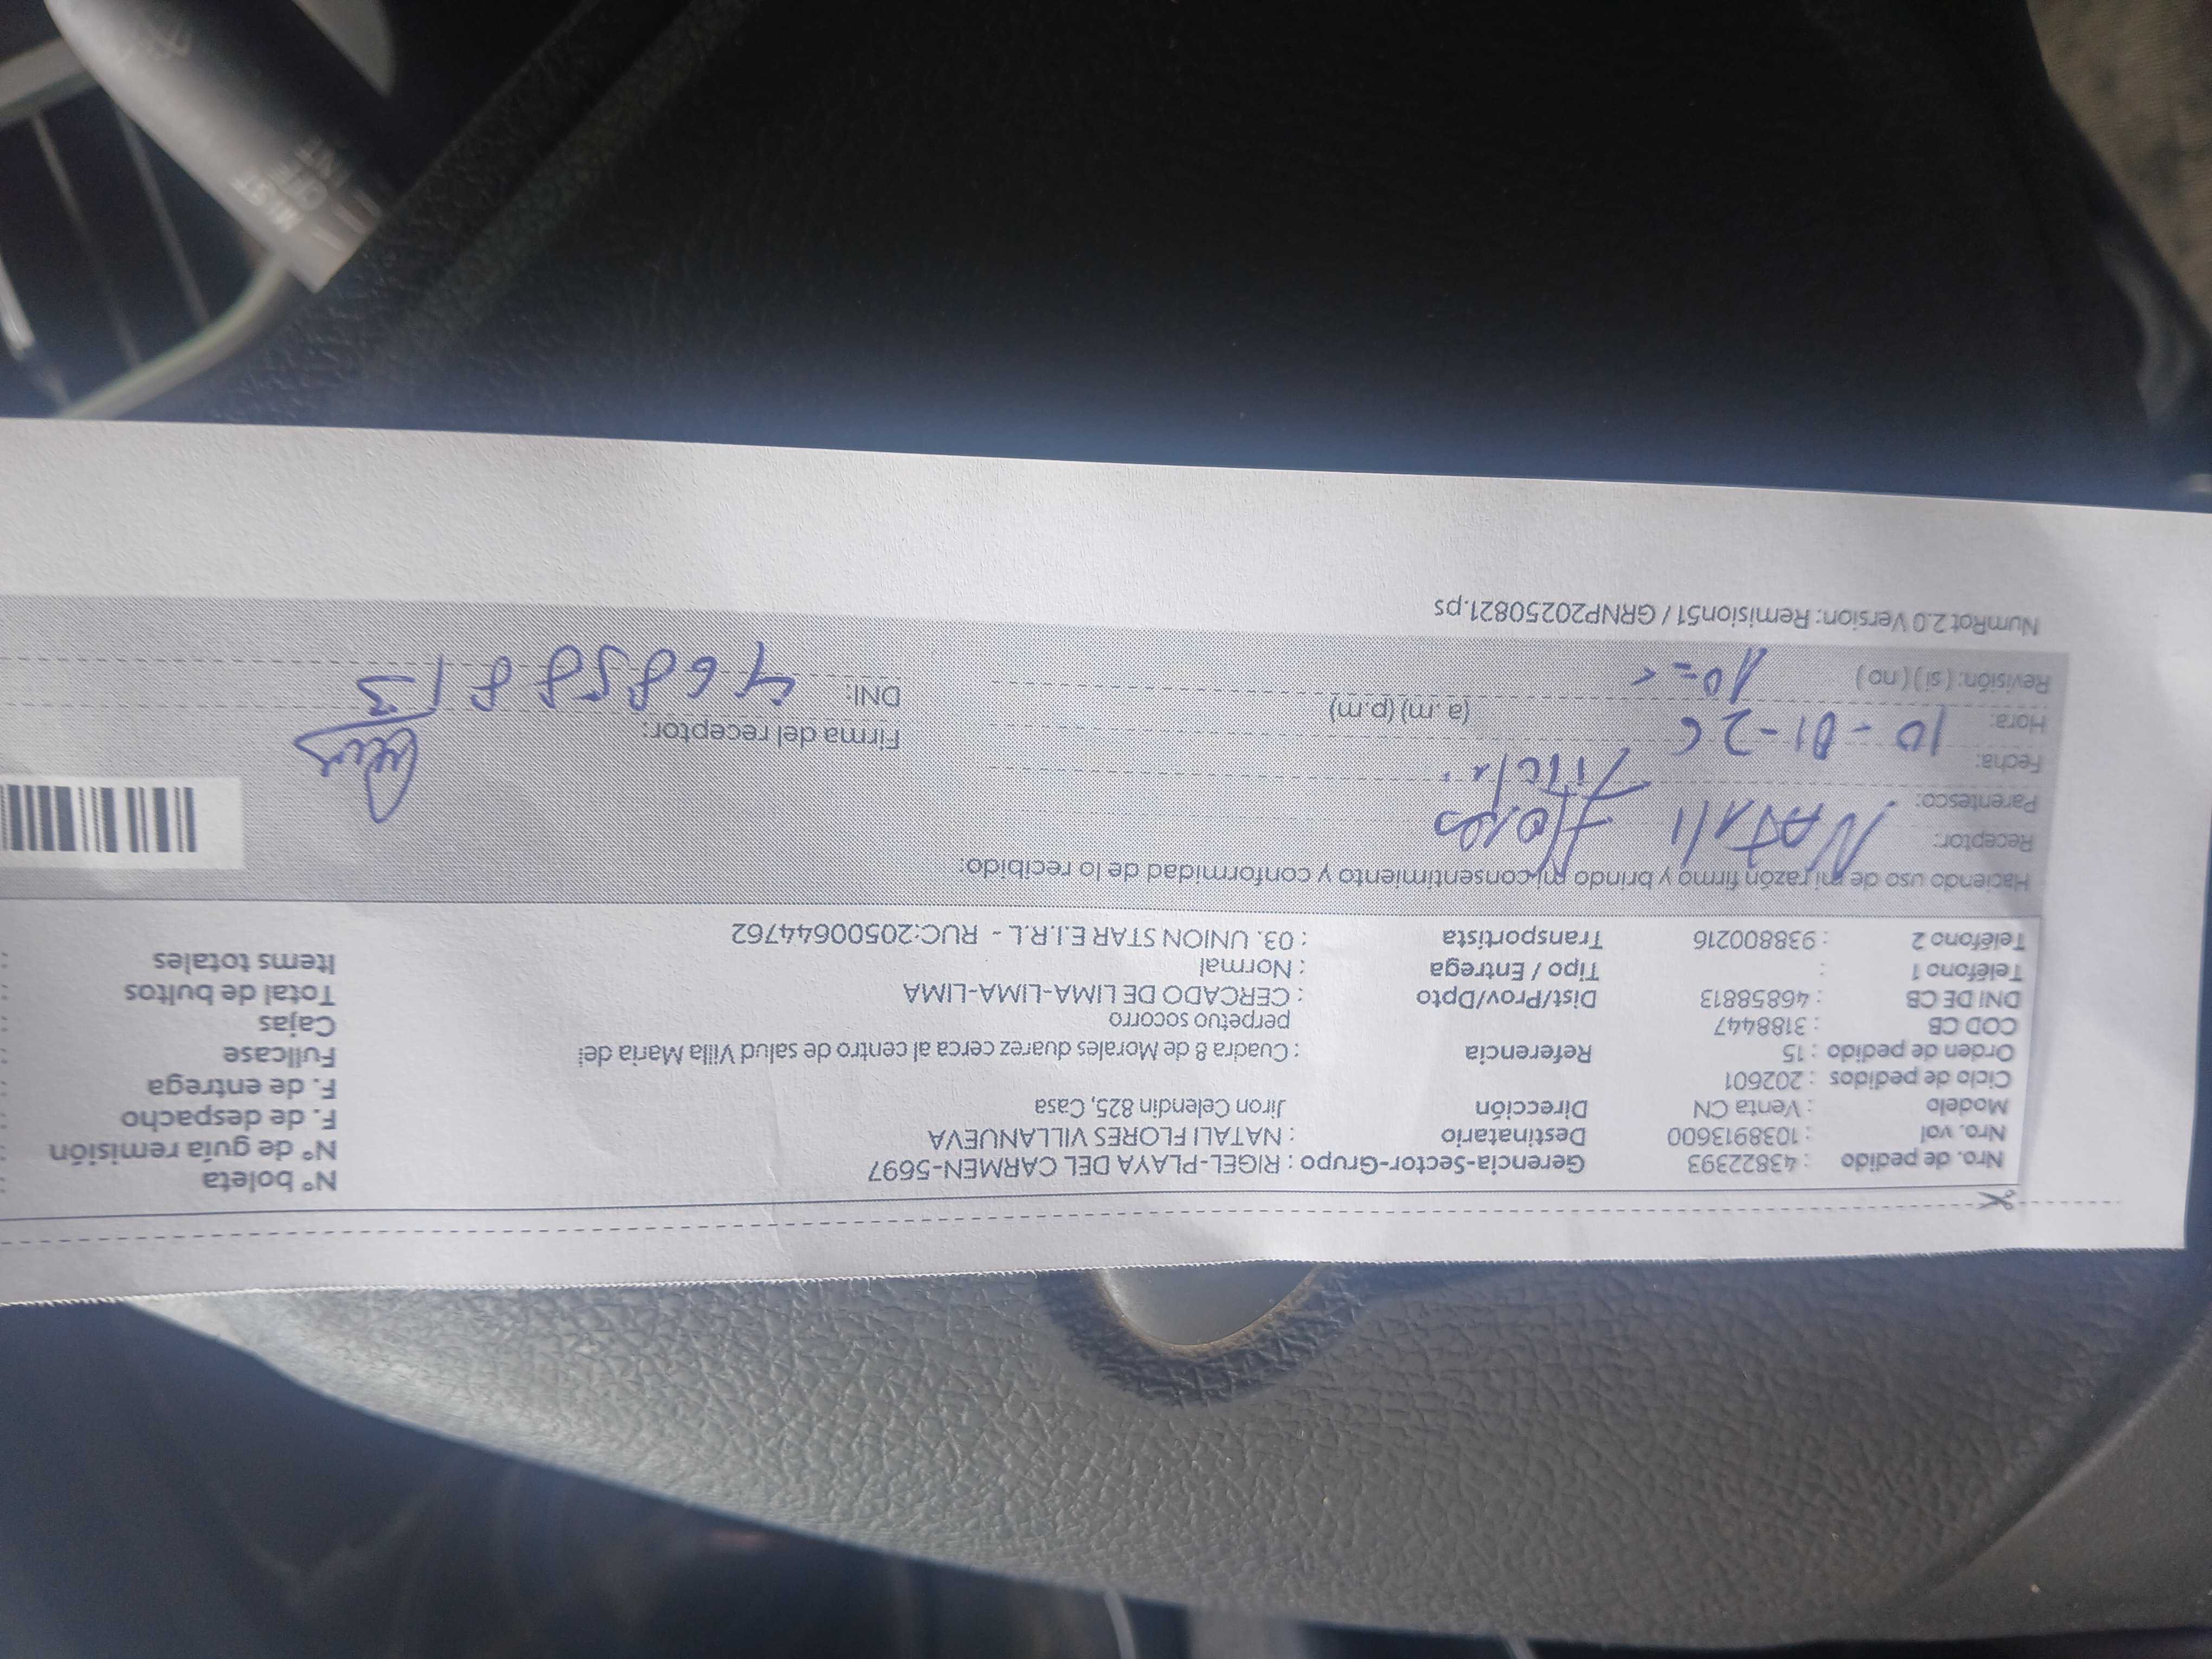 Nro. de pedido : 43822393 Gerencia-Sector-Grupo : RIGEL-PLAYA DEL CARMEN-5697 N° boleta :
Nro. vol : 1038913600 Destinatario : NATALI FLORES VILLANUEVA N° de guía remisión :
Modelo : Venta CN Dirección Jiron Celendin 825, Casa F. de despacho :
Ciclo de pedidos : 202601 F. de entrega :
Orden de pedido : 15 Referencia : Cuadra 8 de Morales duarez cerca al centro de salud Villa Maria del Fullcase :
COD CB : 3188447 perpetuo socorro Cajas :
DNI DE CB : 46858813 Dist/Prov/Dpto : CERCADO DE LIMA-LIMA-LIMA Total de bultos :
Teléfono 1 : Tipo / Entrega : Normal Items totales :
Teléfono 2 : 938800216 Transportista : 03. UNION STAR E.I.R.L - RUC:20500644762
Haciendo uso de mi razón firmo y brindo mi consentimiento y conformidad de lo recibido:
Receptor: NATAli flores
Parentesco: TiTular
Fecha: 10-01-26
Firma del receptor:
Hora: (a. m) (p.m)
DNI: 46858813
Revisión: ( si ) ( no )
NumRot 2.0 Version: Remision51 / GRNP20250821.ps